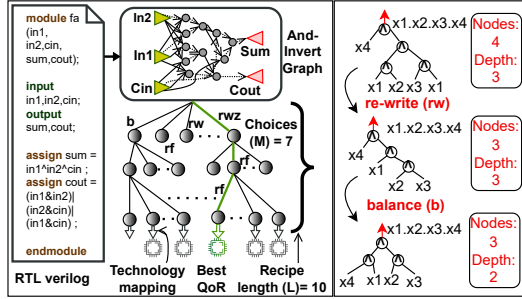 module fa
(in1,
in2,cin,
sum,cout);
input
in1,in2,cin;
output
sum,cout;
assign sum =
in1^in2^cin ;
assign cout =
(in1&in2)|
(in2&cin)|
(in1&cin) ;
endmodule
RTL verilog
In2
In1
Cin
Sum
Cout
And-
Invert
Graph
b
rw
rwz
rf
rf
rf
Choices
(M) = 7
Technology
mapping
Best
QoR
Recipe
length (L)= 10
x1.x2.x3.x4
x4
x1 x2 x3 x1
Nodes:
4
Depth:
3
re-write (rw)
x1.x2.x3.x4
x4
x1
x2 x3
Nodes:
3
Depth:
3
balance (b)
x1.x2.x3.x4
x4 x1 x2 x3
Nodes:
3
Depth:
2